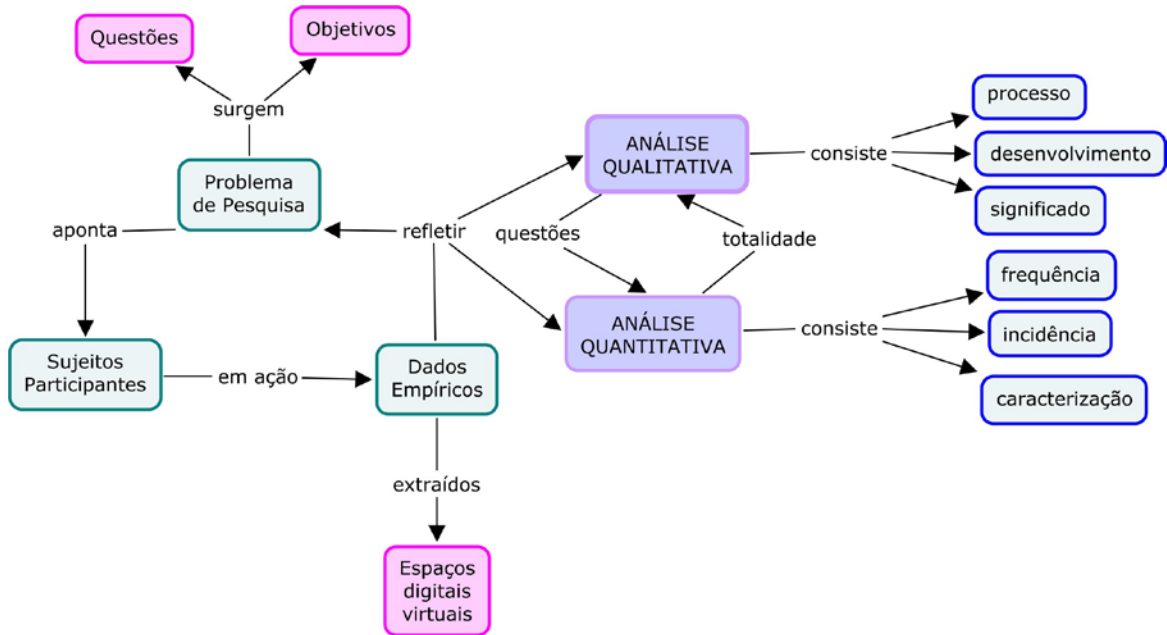 Questões
Objetivos
surgem
Problema
de Pesquisa
aponta
refletir
Sujeitos
Participantes
em ação
Dados
Empíricos
extraídos
Espaços
digitais
virtuais
ANÁLISE
QUALITATIVA
questões
totalidade
ANÁLISE
QUANTITATIVA
consiste
processo
desenvolvimento
significado
consiste
frequência
incidência
caracterização